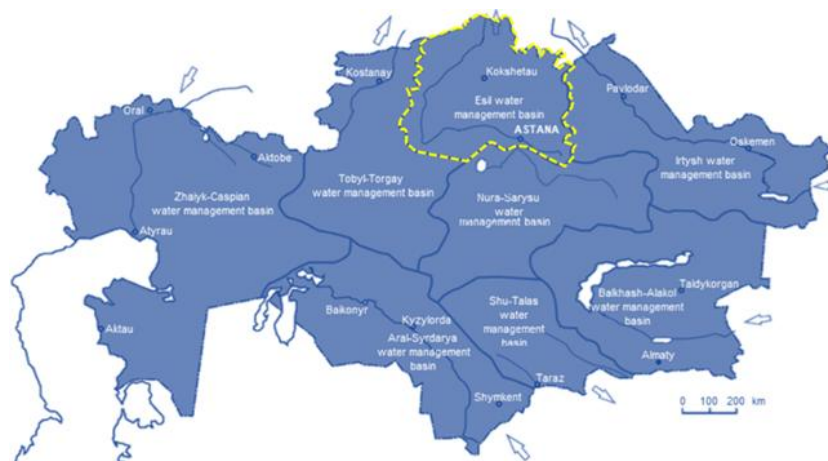 Kostanay
Kokshetau
Pavlodar
Oral
Esil water
management basin
ASTANA
Aktobe
Oskemen
Tobyl-Torgay
water management basin
Irtysh water
management basin
Zhaiyk-Caspian
water management basin
Nura-Sarysu
water
management basin
Atyrau
Taldykorgan
Balkhash-Alakol
water management
basin
Shu-Talas
water
management
basin
Baikonyr
Kyzylorda
Aral-Syrdarya
water management
basin
Aktau
Almaty
Taraz
Shymkent
0 100 200 km